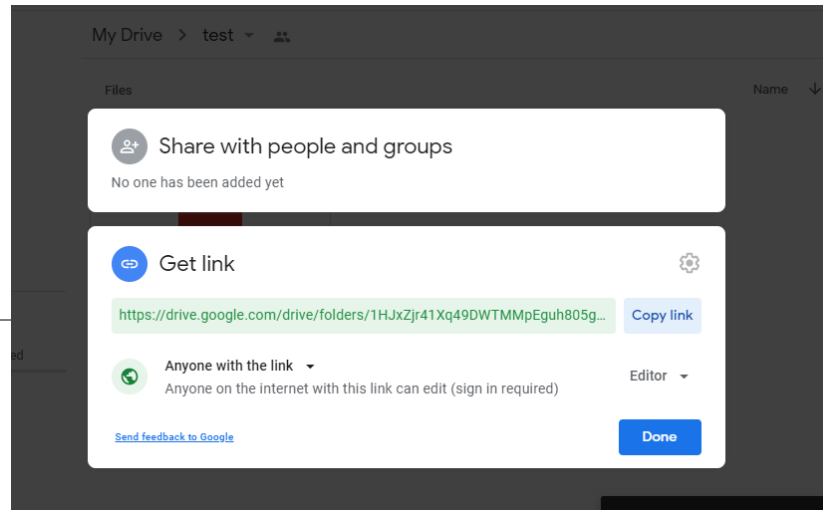 My Drive > test
Files
Name
Share with people and groups
No one has been added yet
Get link
https://drive.google.com/drive/folders/1HJxZjr41Xq49DWTMMpEguh805g...
Copy link
ed
Anyone with the link
Editor
Anyone on the internet with this link can edit (sign in required)
Send feedback to Google
Done